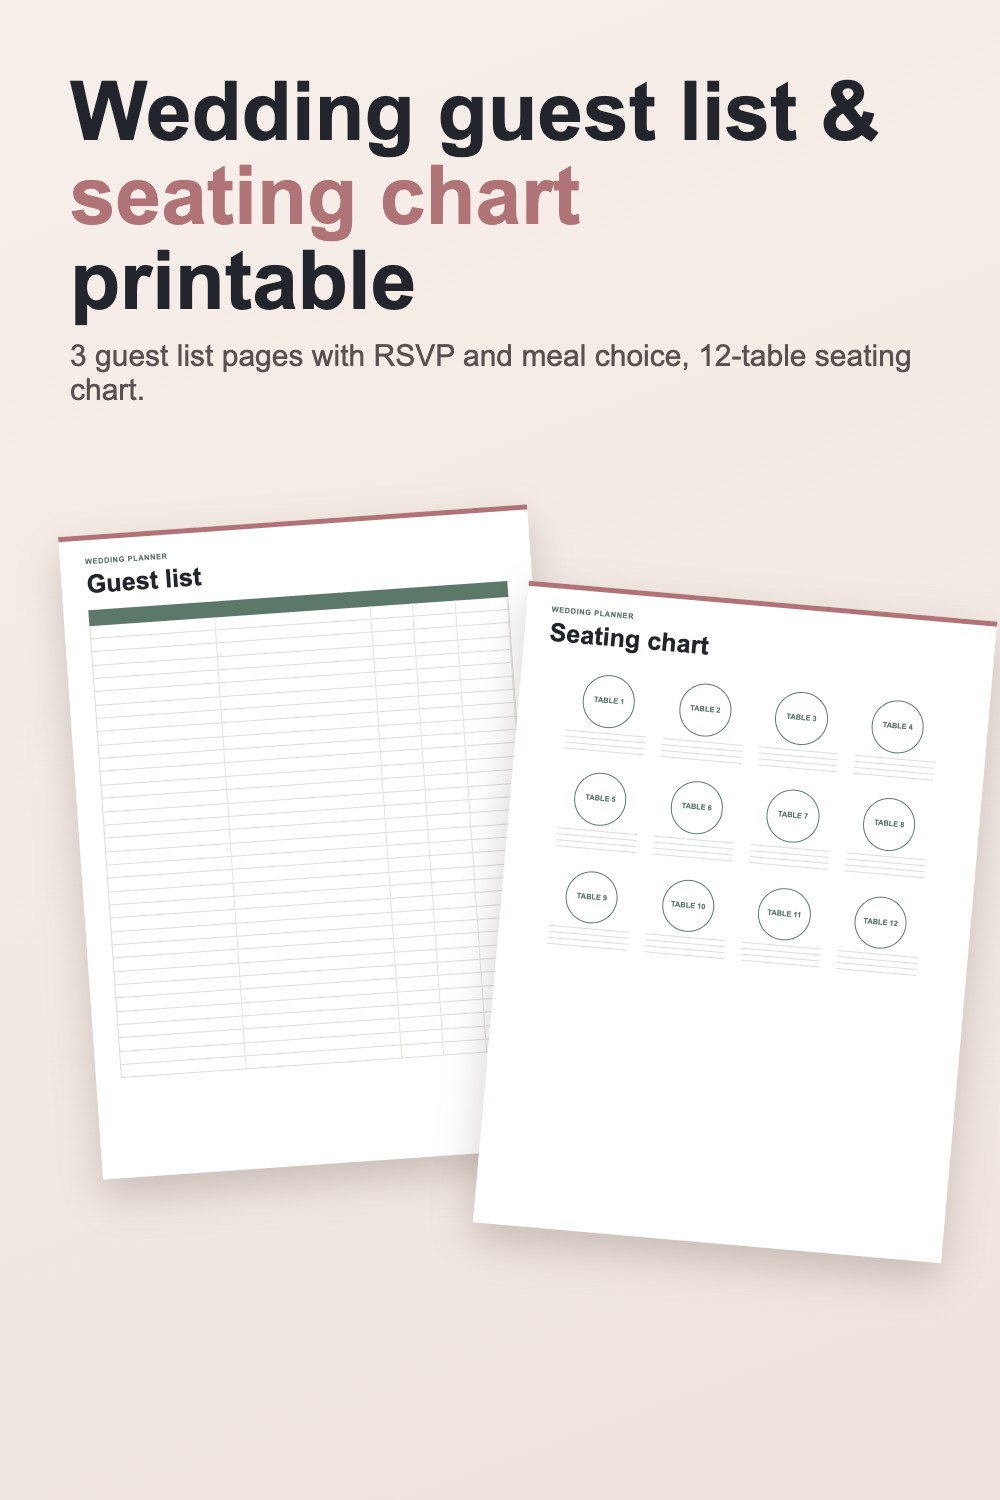 Wedding guest list &
seating chart
printable
3 guest list pages with RSVP and meal choice, 12-table seating
chart.
WEDDING PLANNER
Guest list
WEDDING PLANNER
Seating chart
TABLE 1
TABLE 2
TABLE 3
TABLE 4
TABLE 5
TABLE 6
TABLE 7
TABLE 8
TABLE 9
TABLE 10
TABLE 11
TABLE 12